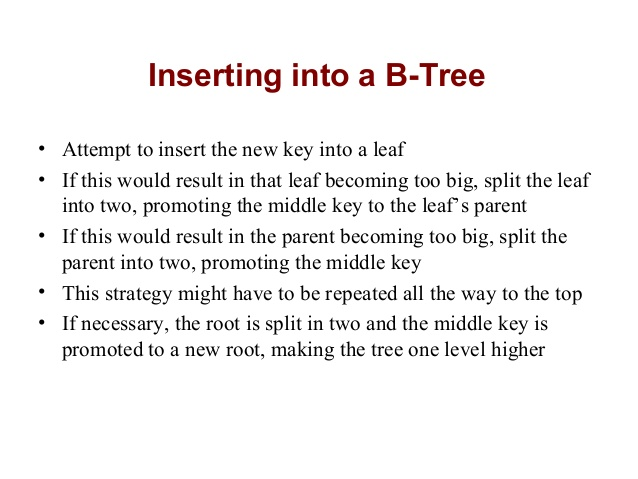 Inserting into a B-Tree
• Attempt to insert the new key into a leaf
• If this would result in that leaf becoming too big, split the leaf
into two, promoting the middle key to the leaf’s parent
• If this would result in the parent becoming too big, split the
parent into two, promoting the middle key
• This strategy might have to be repeated all the way to the top
• If necessary, the root is split in two and the middle key is
promoted to a new root, making the tree one level higher